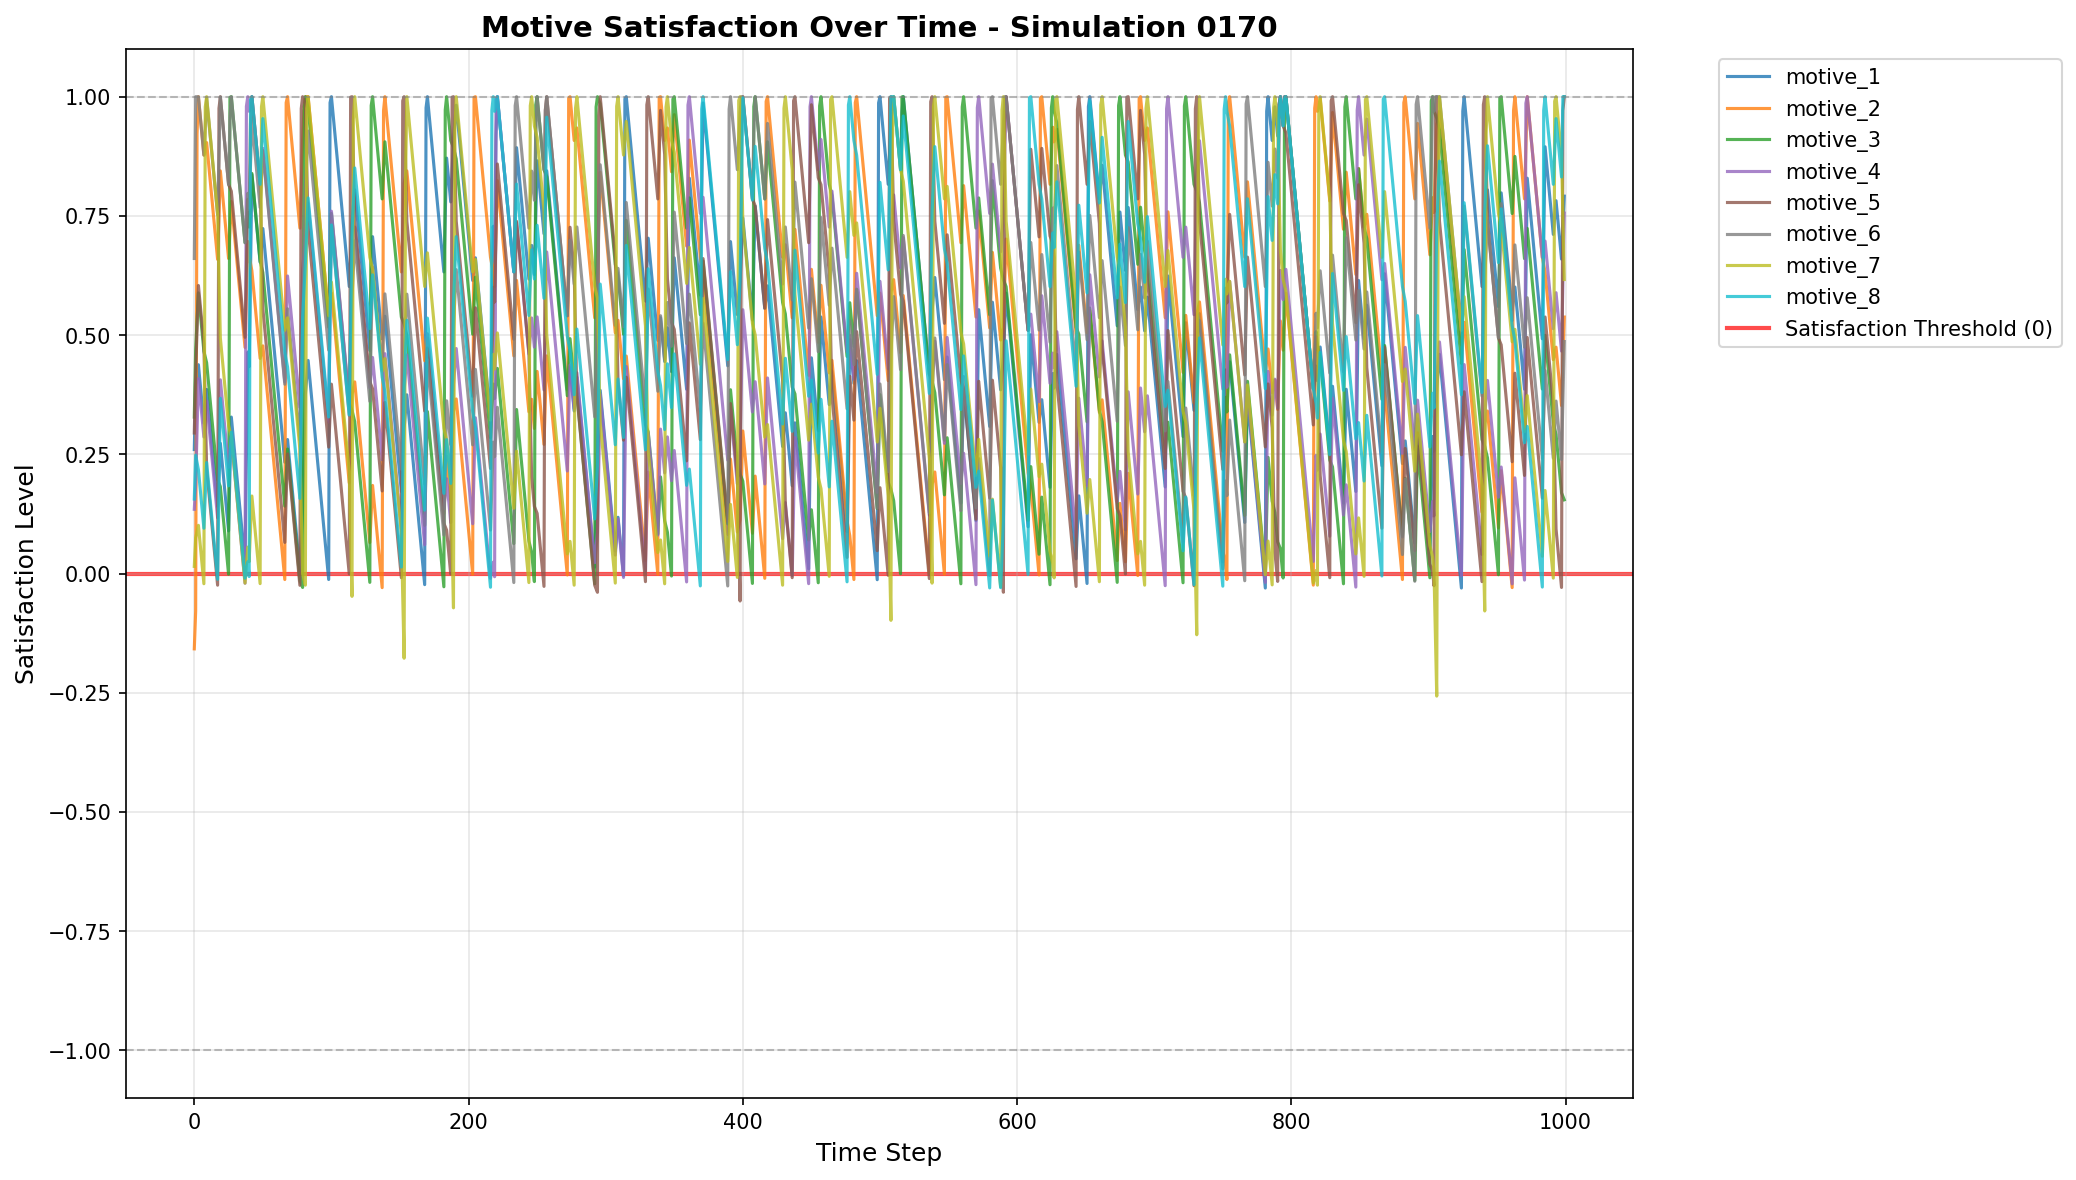 Motive Satisfaction Over Time - Simulation 0170
1.00
0.75
0.50
0.25
0.00
−0.25
−0.50
−0.75
−1.00
Satisfaction Level
0 200 400 600 800 1000
Time Step
motive_1
motive_2
motive_3
motive_4
motive_5
motive_6
motive_7
motive_8
Satisfaction Threshold (0)